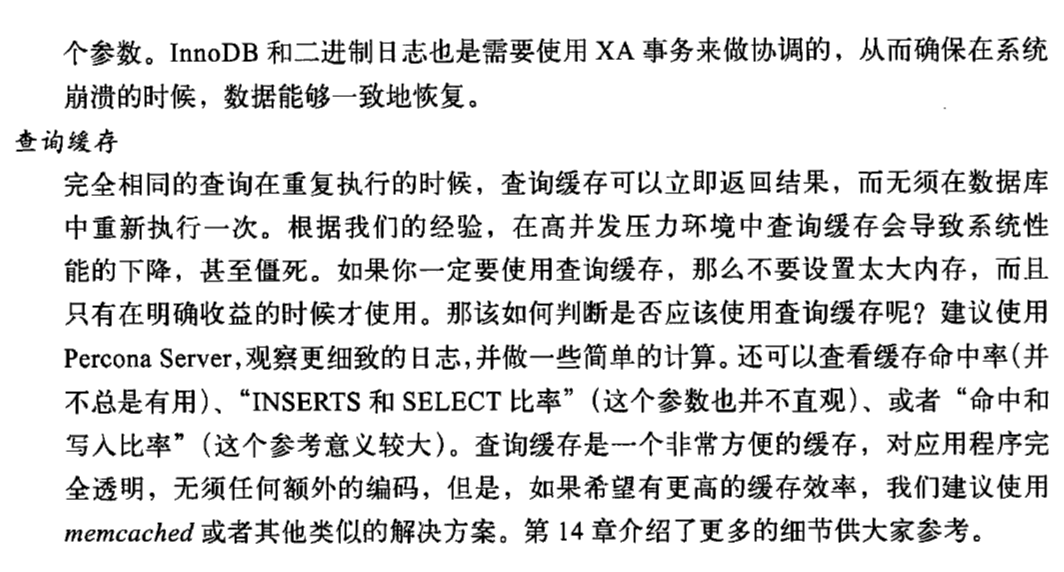 个参数。InnoDB 和二进制日志也是需要使用 XA 事务来做协调的，从而确保在系统
崩溃的时候，数据能够一致地恢复。
查询缓存
完全相同的查询在重复执行的时候，查询缓存可以立即返回结果，而无须在数据库
中重新执行一次。根据我们的经验，在高并发压力环境中查询缓存会导致系统性
能的下降，甚至僵死。如果你一定要使用查询缓存，那么不要设置太大内存，而且
只有在明确收益的时候才使用。那该如何判断是否应该使用查询缓存呢？建议使用
Percona Server，观察更细致的日志，并做一些简单的计算。还可以查看缓存命中率（并
不总是有用）、“INSERTS 和 SELECT 比率”（这个参数也并不直观）、或者“命中和
写入比率”（这个参考意义较大）。查询缓存是一个非常方便的缓存，对应用程序完
全透明，无须任何额外的编码，但是，如果希望有更高的缓存效率，我们建议使用
memcached 或者其他类似的解决方案。第 14 章介绍了更多的细节供大家参考。